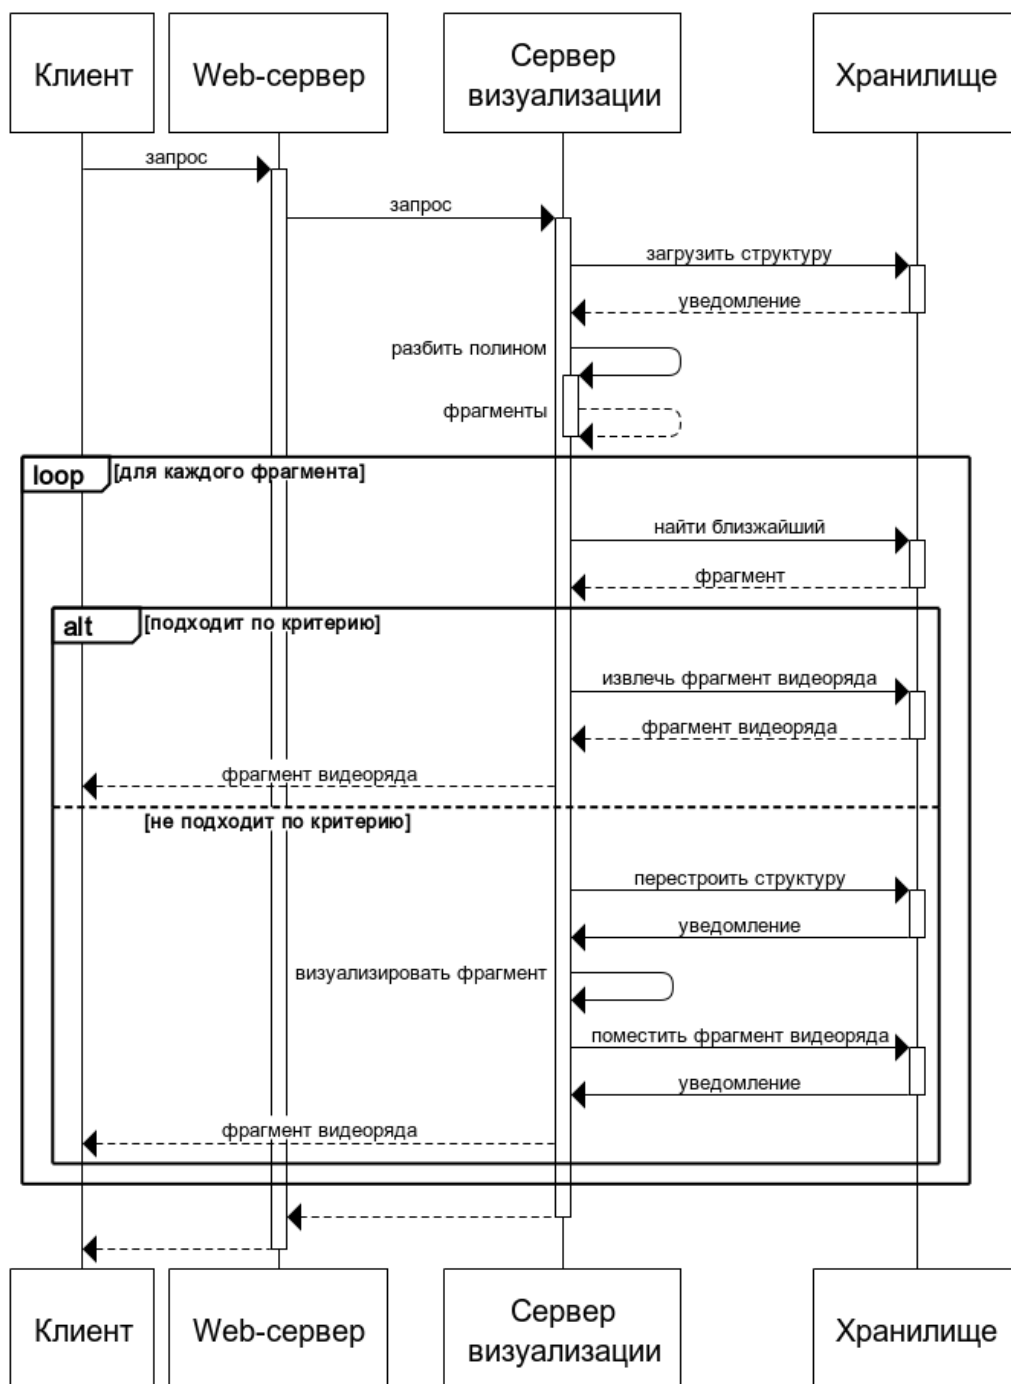 Клиент
Web-сервер
Сервер
визуализации
Хранилище
запрос
запрос
загрузить структуру
уведомление
разбить полином
фрагменты
loop
[для каждого фрагмента]
найти близжайший
фрагмент
alt
[подходит по критерию]
извлечь фрагмент видеоряда
фрагмент видеоряда
фрагмент видеоряда
[не подходит по критерию]
перестроить структуру
уведомление
визуализировать фрагмент
поместить фрагмент видеоряда
уведомление
фрагмент видеоряда
Клиент
Web-сервер
Сервер
визуализации
Хранилище